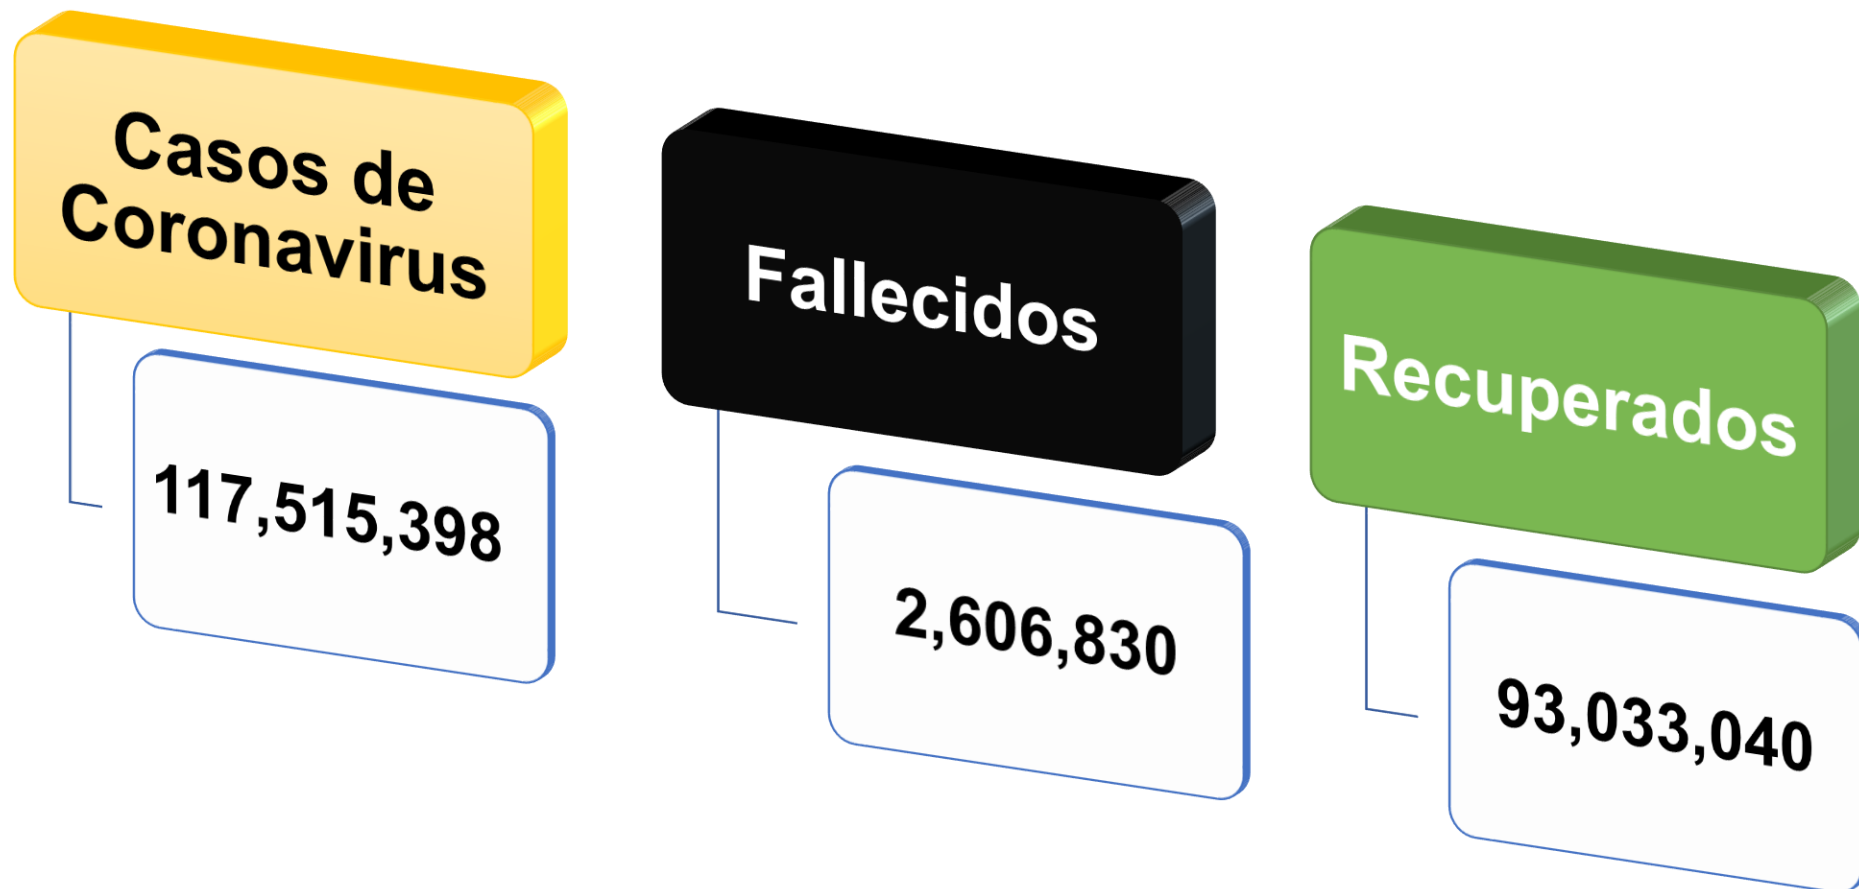 Casos de
Coronavirus
117,515,398
Fallecidos
2,606,830
Recuperados
93,033,040